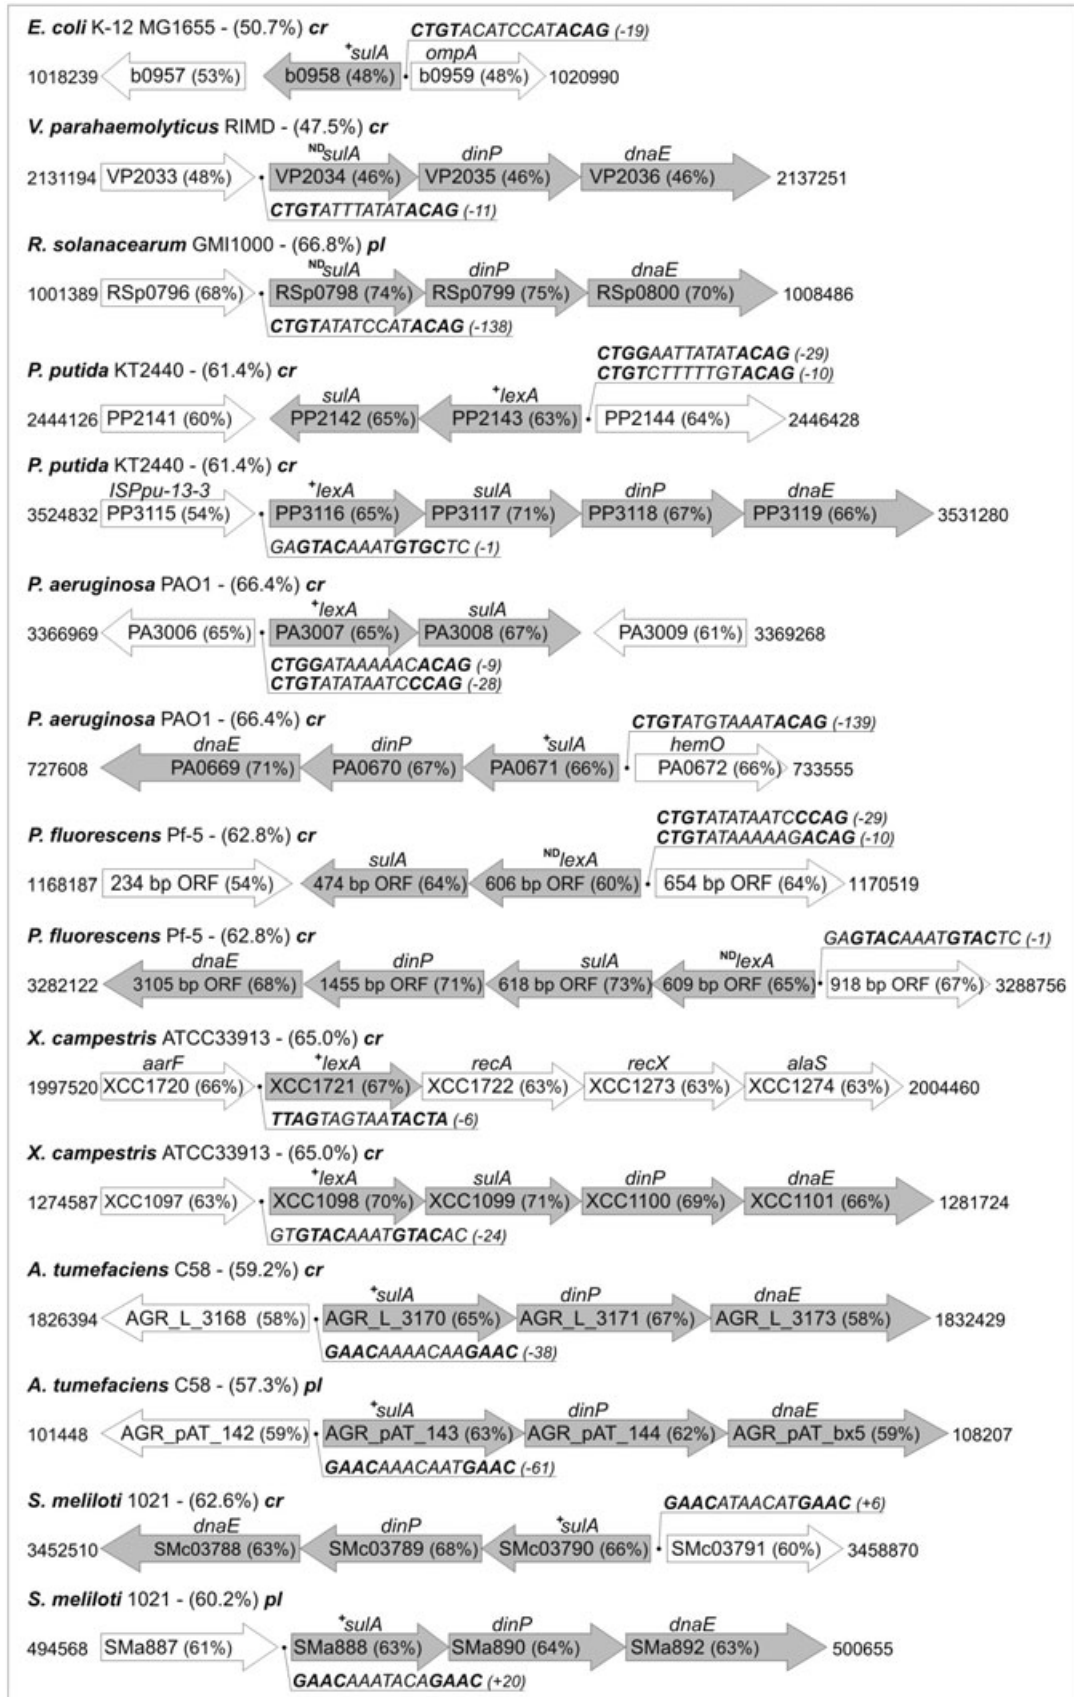 E. coli K-12 MG1655 - (50.7%) cr
CTGTACATCCATACAG (-19)
+sulA ompA
1018239 b0957 (53%) b0958 (48%) b0959 (48%) 1020990
V. parahaemolyticus RIMD - (47.5%) cr
NDsulA dinP dnaE
2131194 VP2033 (48%) VP2034 (46%) VP2035 (46%) VP2036 (46%) 2137251
CTGTATTTATATACAG (-11)
R. solanacearum GMI1000 - (66.8%) pl
NDsulA dinP dnaE
1001389 RSp0796 (68%) RSp0798 (74%) RSp0799 (75%) RSp0800 (70%) 1008486
CTGTATATCCATACAG (-138)
CTGGAATTATATACAG (-29)
P. putida KT2440 - (61.4%) cr
CTGTCTTTTTGTACAG (-10)
sulA +lexA
2444126 PP2141 (60%) PP2142 (65%) PP2143 (63%) PP2144 (64%) 2446428
P. putida KT2440 - (61.4%) cr
ISPpu-13-3 +lexA sulA dinP dnaE
3524832 PP3115 (54%) PP3116 (65%) PP3117 (71%) PP3118 (67%) PP3119 (66%) 3531280
GAGTACAAATGTGCTC (-1)
P. aeruginosa PAO1 - (66.4%) cr
+lexA sulA
3366969 PA3006 (65%) PA3007 (65%) PA3008 (67%) PA3009 (61%) 3369268
CTGGATAAAAACACAG (-9)
CTGTATATAATCCCAG (-28)
P. aeruginosa PAO1 - (66.4%) cr
CTGTATGTAAATACAG (-139)
dnaE dinP +sulA hemO
727608 PA0669 (71%) PA0670 (67%) PA0671 (66%) PA0672 (66%) 733555
CTGTATATAATCCCAG (-29)
P. fluorescens Pf-5 - (62.8%) cr
CTGTATAAAAAGACAG (-10)
sulA NDlexA
1168187 234 bp ORF (54%) 474 bp ORF (64%) 606 bp ORF (60%) 654 bp ORF (64%) 1170519
P. fluorescens Pf-5 - (62.8%) cr
GAGTACAAATGTACTC (-1)
dnaE dinP sulA NDlexA
3282122 3105 bp ORF (68%) 1455 bp ORF (71%) 618 bp ORF (73%) 609 bp ORF (65%) 918 bp ORF (67%) 3288756
X. campestris ATCC33913 - (65.0%) cr
aarF +lexA recA recX alaS
1997520 XCC1720 (66%) XCC1721 (67%) XCC1722 (63%) XCC1273 (63%) XCC1274 (63%) 2004460
TTAGTAGTAATACTA (-6)
X. campestris ATCC33913 - (65.0%) cr
+lexA sulA dinP dnaE
1274587 XCC1097 (63%) XCC1098 (70%) XCC1099 (71%) XCC1100 (69%) XCC1101 (66%) 1281724
GTGTACAAATGTACAC (-24)
A. tumefaciens C58 - (59.2%) cr
+sulA dinP dnaE
1826394 AGR_L_3168 (58%) AGR_L_3170 (65%) AGR_L_3171 (67%) AGR_L_3173 (58%) 1832429
GAACAAAACAAGAAC (-38)
A. tumefaciens C58 - (57.3%) pl
+sulA dinP dnaE
101448 AGR_pAT_142 (59%) AGR_pAT_143 (63%) AGR_pAT_144 (62%) AGR_pAT_bx5 (59%) 108207
GAACAAACAATGAAC (-61)
S. meliloti 1021 - (62.6%) cr
GAACATAACATGAAC (+6)
dnaE dinP +sulA
3452510 SMc03788 (63%) SMc03789 (68%) SMc03790 (66%) SMc03791 (60%) 3458870
S. meliloti 1021 - (60.2%) pl
+sulA dinP dnaE
494568 SMa887 (61%) SMa888 (63%) SMa890 (64%) SMa892 (63%) 500655
GAACAAATACAGAAC (+20)